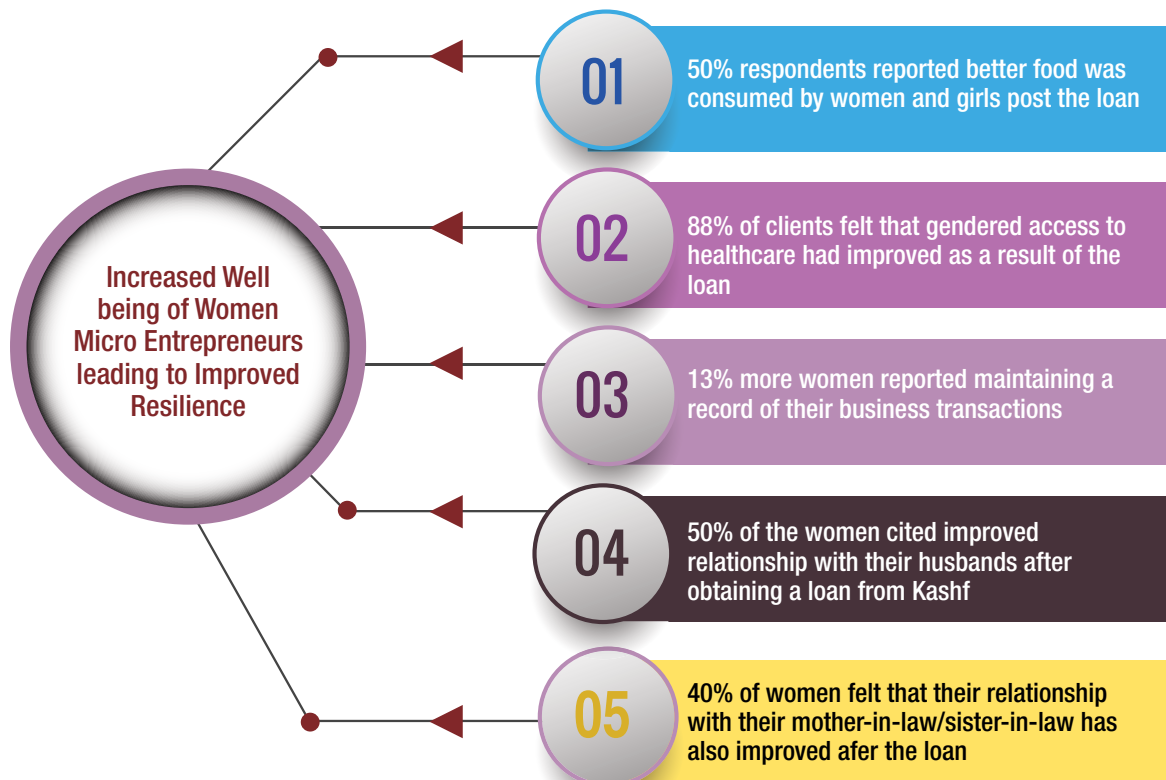 Increased Well
being of Women
Micro Entrepreneurs
leading to Improved
Resilience
01
50% respondents reported better food was
consumed by women and girls post the loan
02
88% of clients felt that gendered access to
healthcare had improved as a result of the
loan
03
13% more women reported maintaining a
record of their business transactions
04
50% of the women cited improved
relationship with their husbands after
obtaining a loan from Kashf
05
40% of women felt that their relationship
with their mother-in-law/sister-in-law has
also improved afer the loan